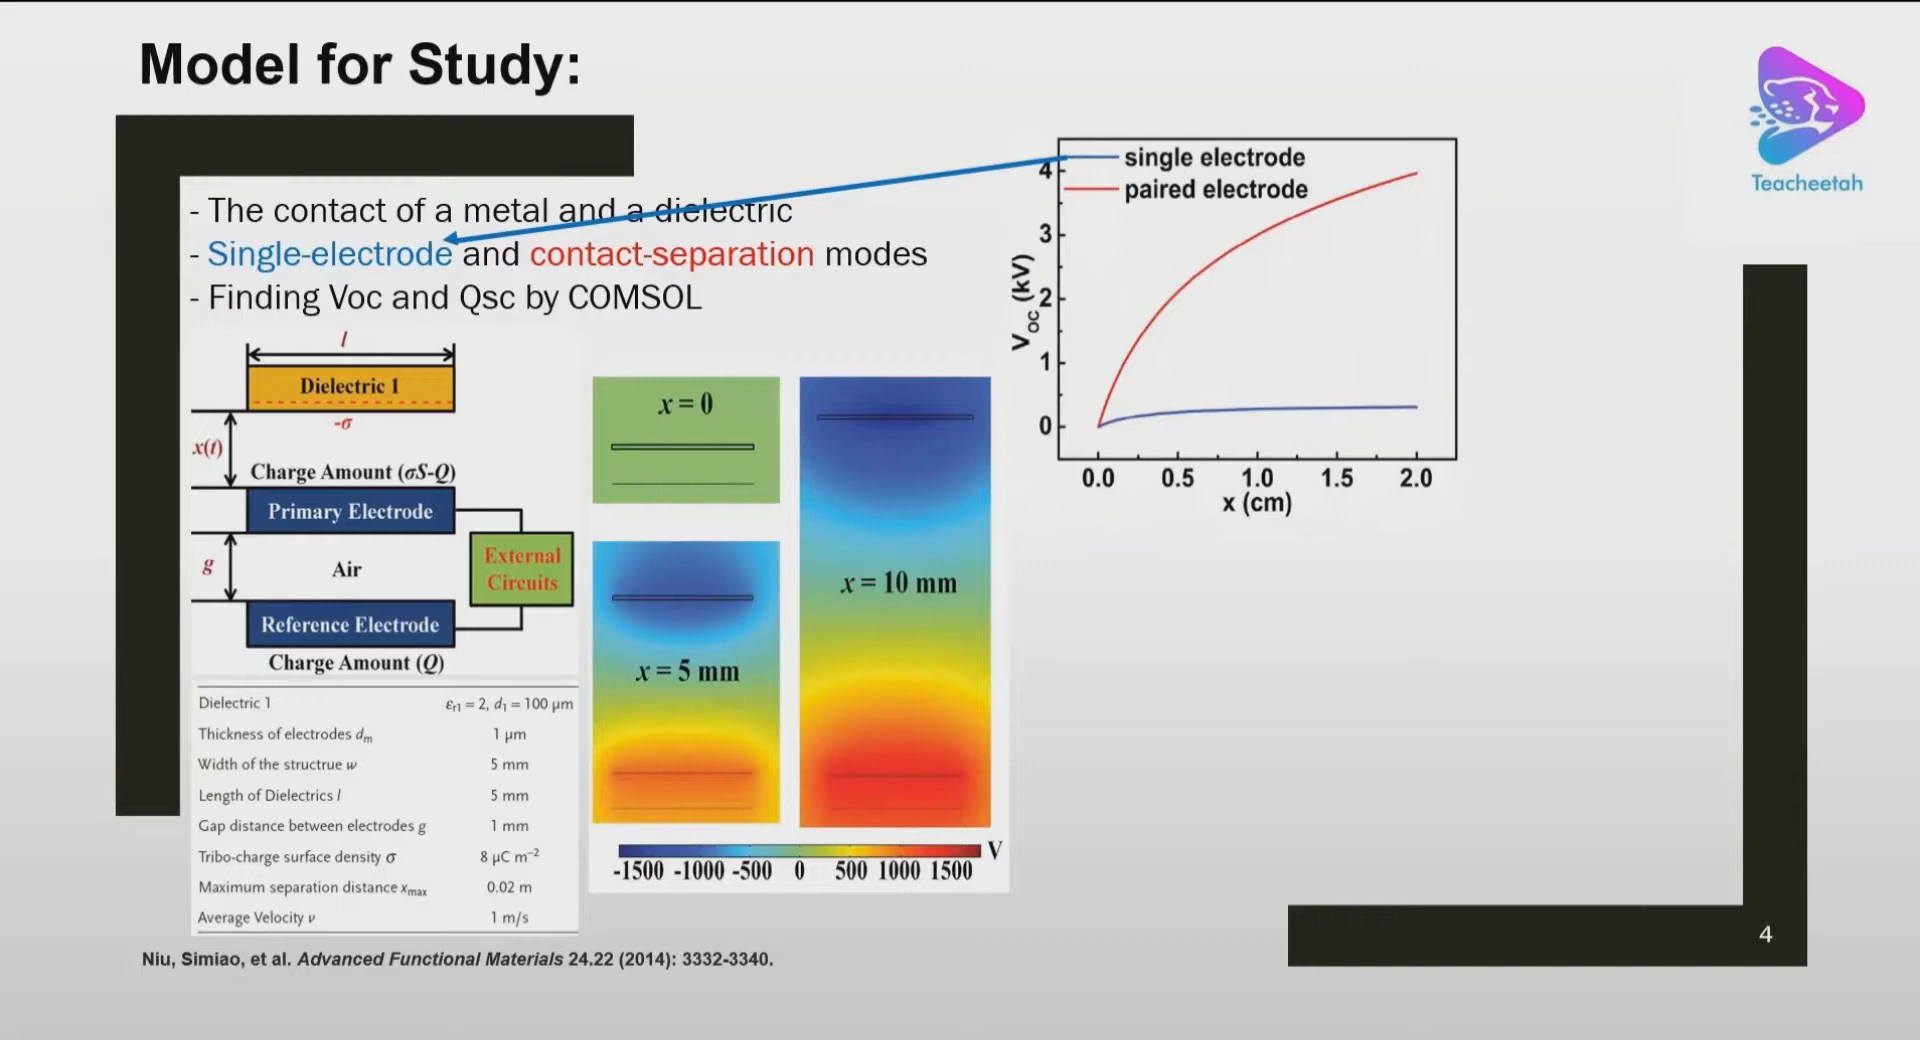 Model for Study:
Teacheetah
- The contact of a metal and a dielectric
- Single-electrode and contact-separation modes
- Finding Voc and Qsc by COMSOL
single electrode
paired electrode
4
3
2
1
0
V_OC (kV)
0.0 0.5 1.0 1.5 2.0
x (cm)
l
Dielectric 1
-σ
x(t)
Charge Amount (σS-Q)
Primary Electrode
g
Air
External
Circuits
Reference Electrode
Charge Amount (Q)
x = 0
x = 5 mm
x = 10 mm
V
-1500 -1000 -500 0 500 1000 1500
Dielectric 1 εr1 = 2, d1 = 100 µm
Thickness of electrodes dm 1 µm
Width of the structrue w 5 mm
Length of Dielectrics l 5 mm
Gap distance between electrodes g 1 mm
Tribo-charge surface density σ 8 µC m−2
Maximum separation distance xmax 0.02 m
Average Velocity v 1 m/s
Niu, Simiao, et al. Advanced Functional Materials 24.22 (2014): 3332-3340.
4